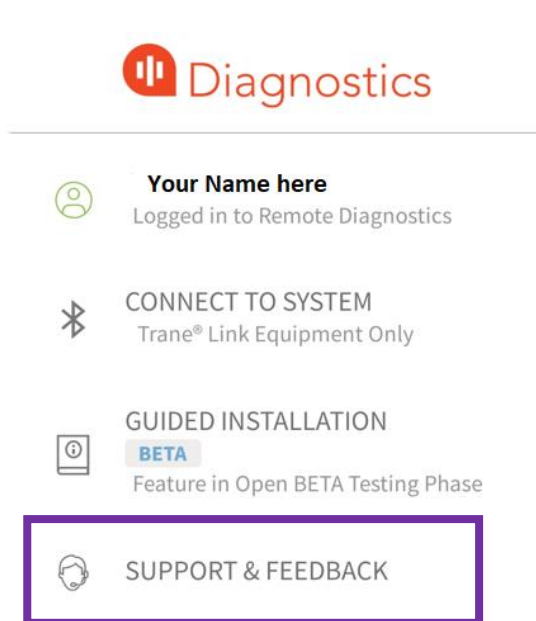 Diagnostics
Your Name here
Logged in to Remote Diagnostics
CONNECT TO SYSTEM
Trane® Link Equipment Only
GUIDED INSTALLATION
BETA
Feature in Open BETA Testing Phase
SUPPORT & FEEDBACK